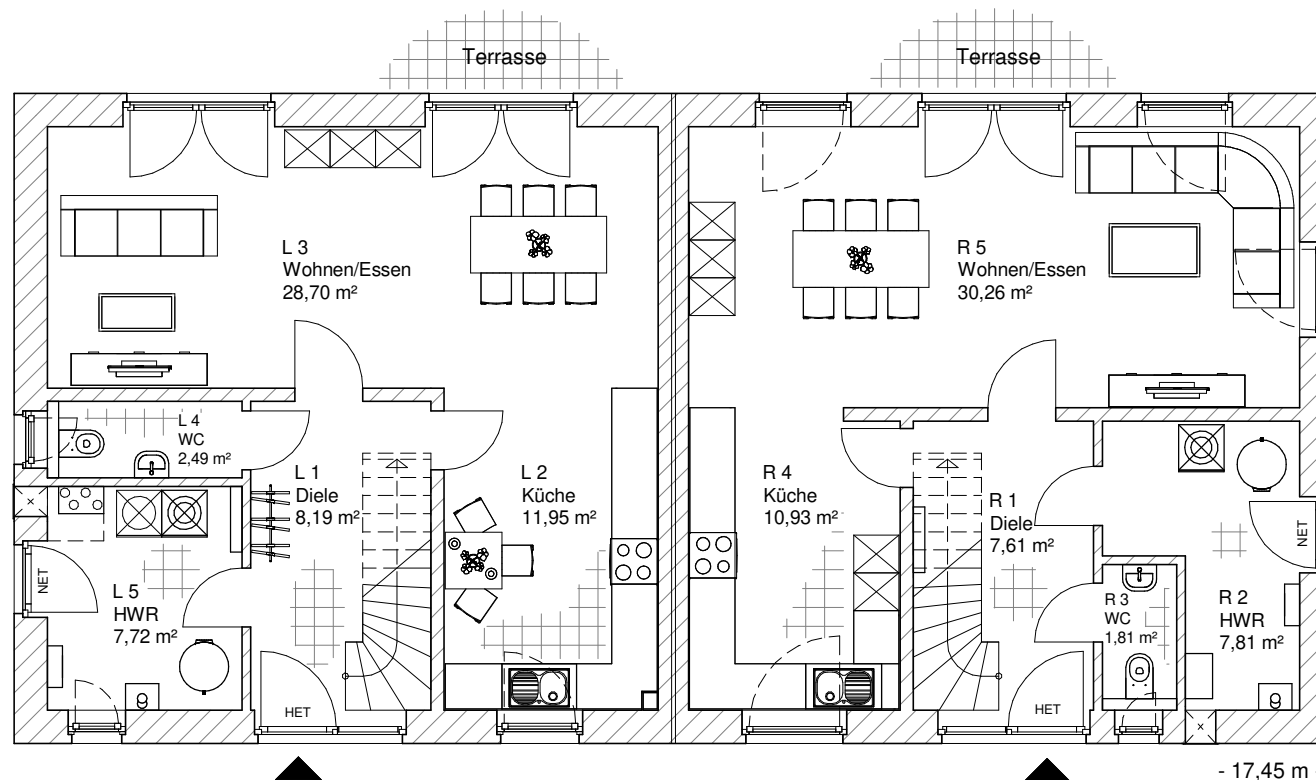 Terrasse
Terrasse
L 3
Wohnen/Essen
28,70 m²
R 5
Wohnen/Essen
30,26 m²
L 4
WC
2,49 m²
L 1
Diele
8,19 m²
L 2
Küche
11,95 m²
R 4
Küche
10,93 m²
R 1
Diele
7,61 m²
NET
NET
L 5
HWR
7,72 m²
R 3
WC
1,81 m²
R 2
HWR
7,81 m²
HET
HET
- 17,45 m